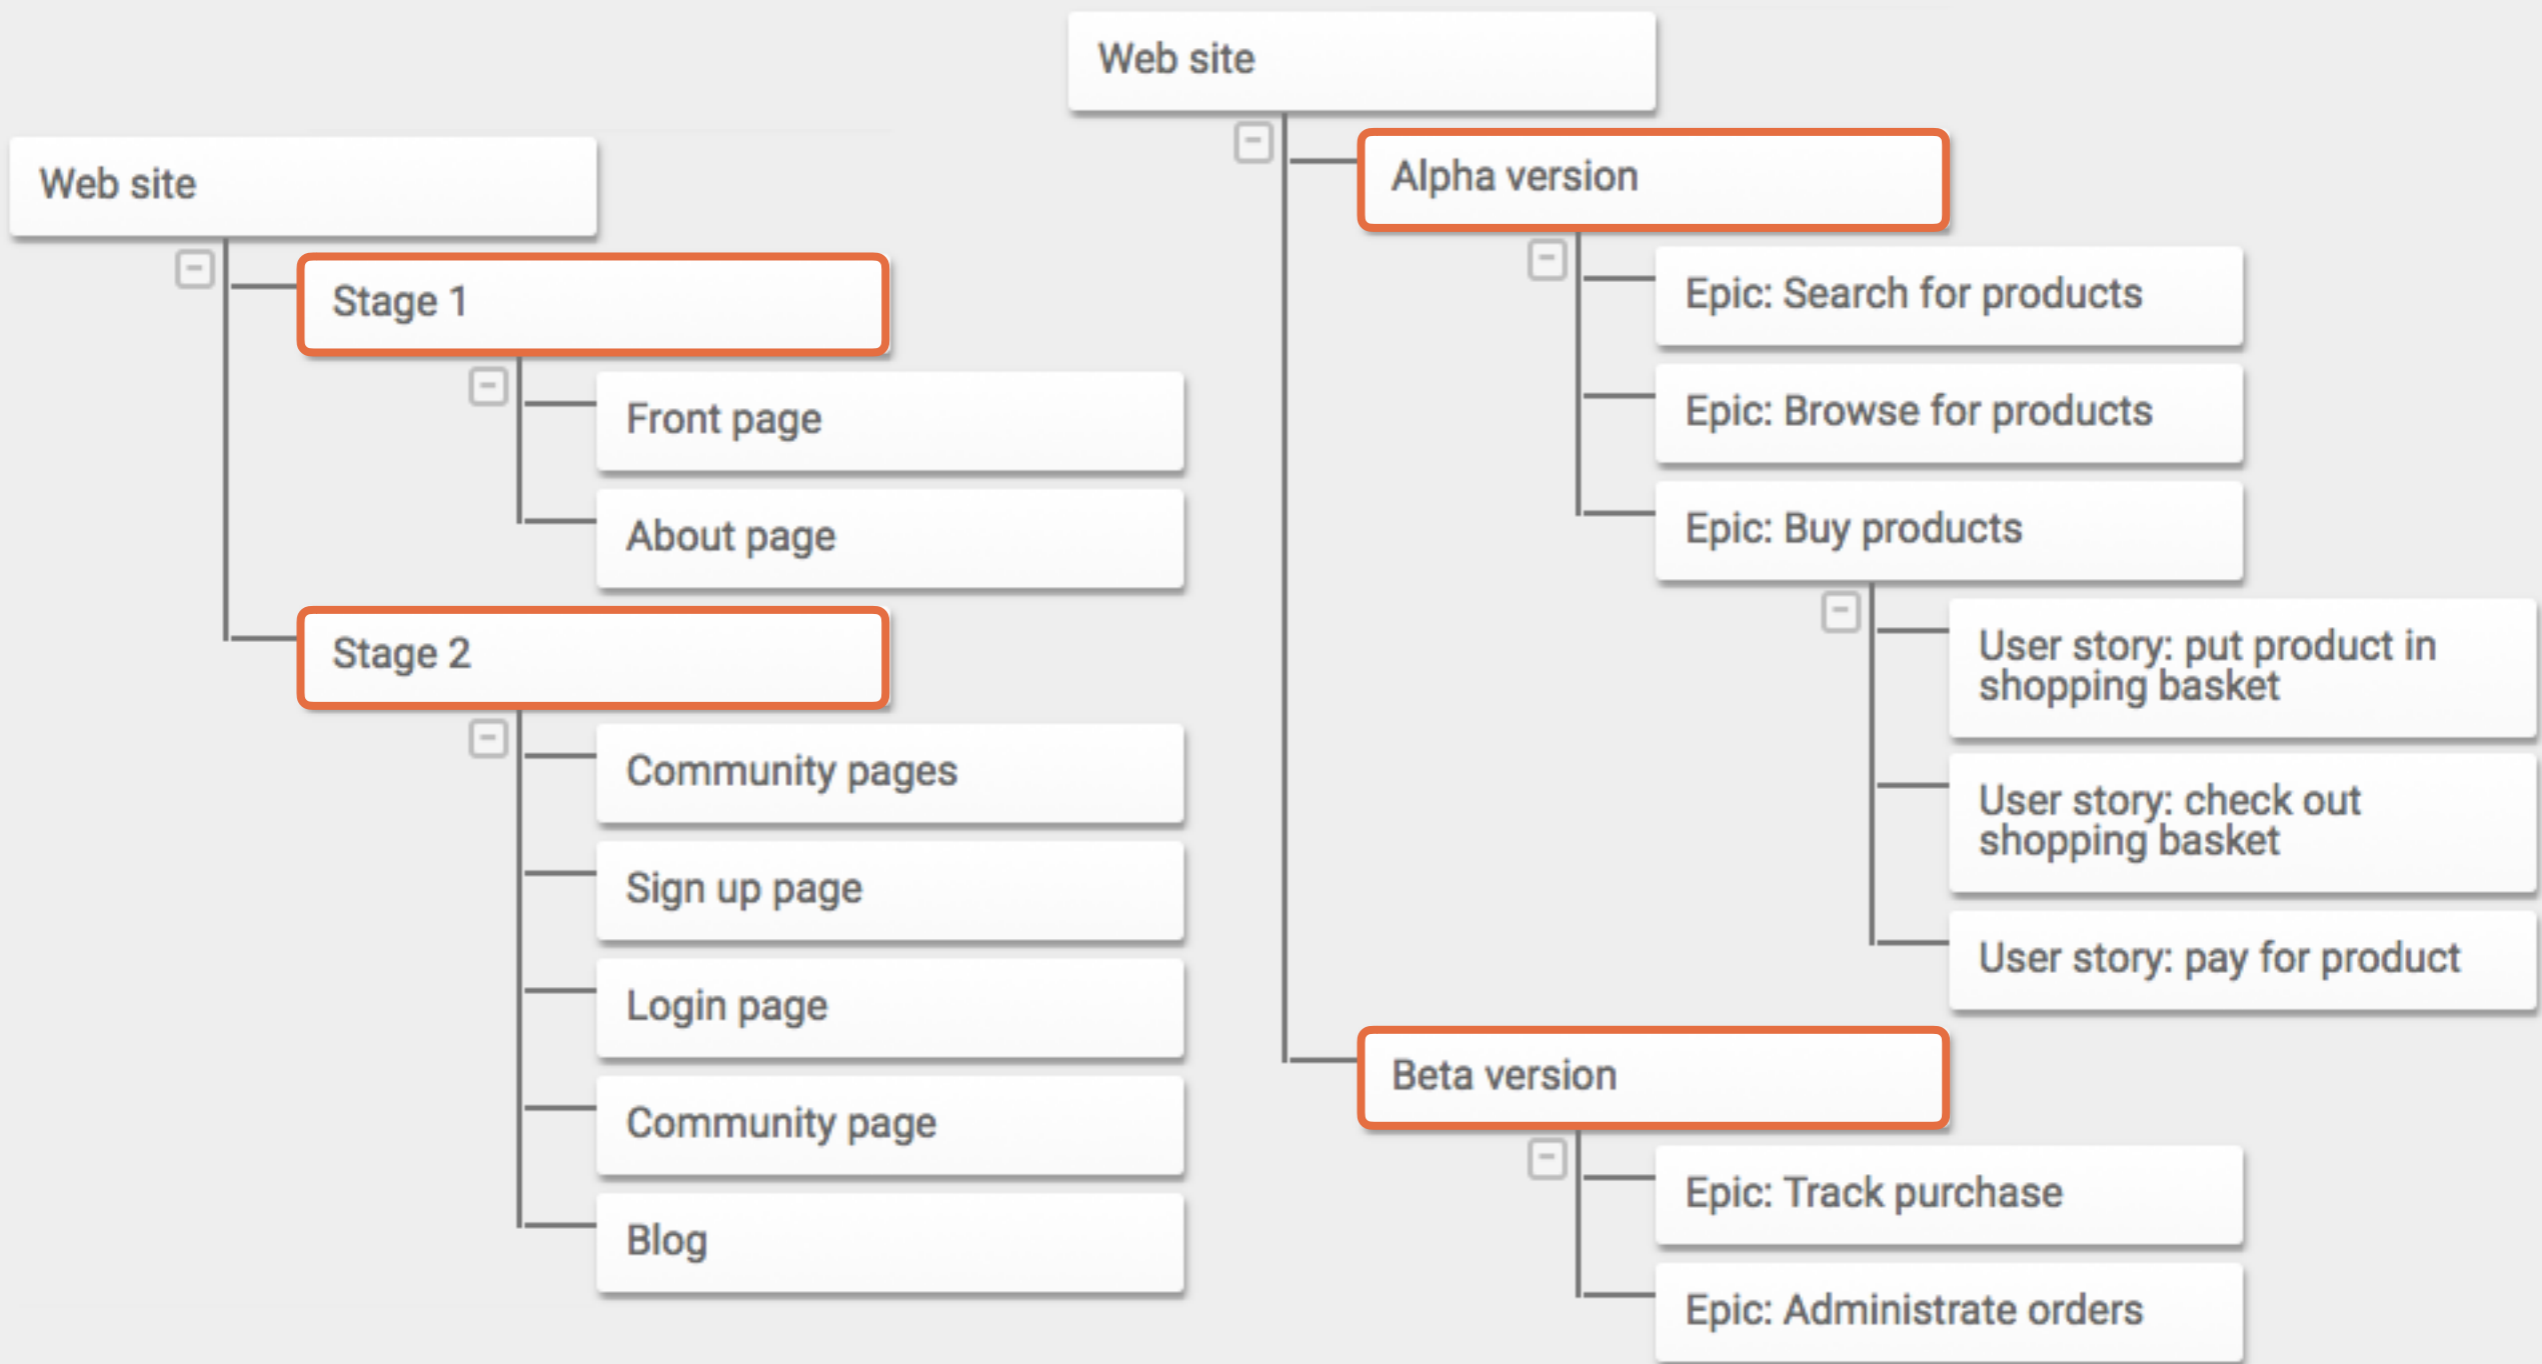 Web site
Stage 1
Front page
About page
Stage 2
Community pages
Sign up page
Login page
Community page
Blog
Web site
Alpha version
Epic: Search for products
Epic: Browse for products
Epic: Buy products
User story: put product in
shopping basket
User story: check out
shopping basket
User story: pay for product
Beta version
Epic: Track purchase
Epic: Administrate orders